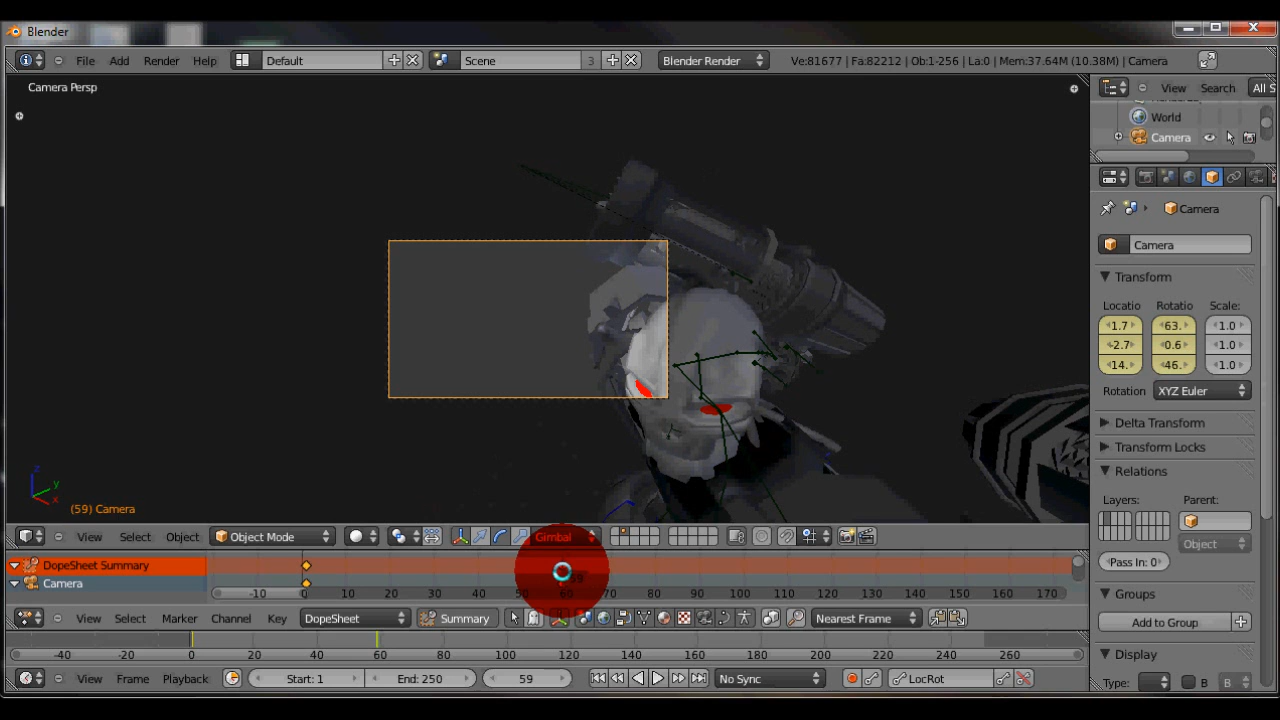 Blender
File Add Render Help Default Scene 3 Blender Render Ve:81677 | Fa:82212 | Ob:1-256 | La:0 | Mem:37.64M (10.38M) | Camera
Camera Persp
View Search All S
World
Camera
Camera
Camera
Transform
Locatio Rotatio Scale:
1.7 63. 1.0
-2.7 0.6 1.0
14. 46. 1.0
Rotation XYZ Euler
Delta Transform
Transform Locks
Relations
Layers: Parent:
Object
Pass In: 0
Groups
Add to Group
Display
Type: B B
z
y
x
(59) Camera
View Select Object Object Mode Gimbal
DopeSheet Summary
Camera
59
-10 0 10 20 30 40 50 60 70 80 90 100 110 120 130 140 150 160 170
View Select Marker Channel Key DopeSheet Summary Nearest Frame
-40 -20 0 20 40 60 80 100 120 140 160 180 200 220 240 260
View Frame Playback Start: 1 End: 250 59 No Sync LocRot